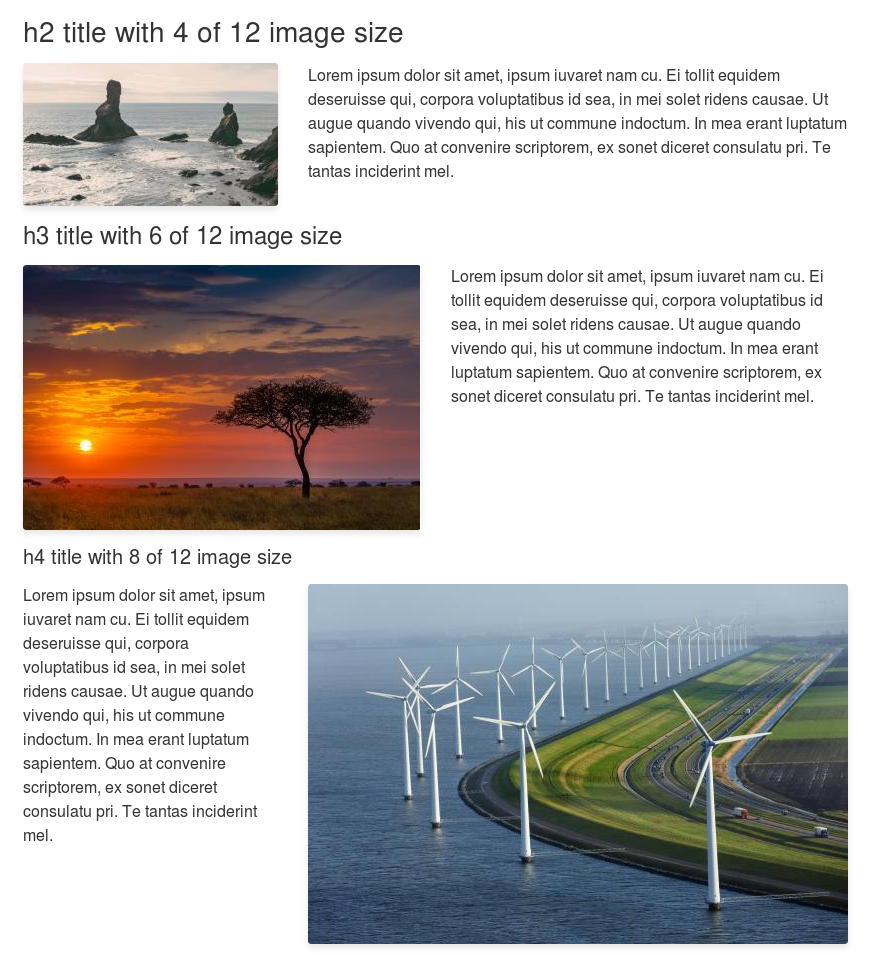 h2 title with 4 of 12 image size
Lorem ipsum dolor sit amet, ipsum iuvaret nam cu. Ei tollit equidem
deseruisse qui, corpora voluptatibus id sea, in mei solet ridens causae. Ut
augue quando vivendo qui, his ut commune indoctum. In mea erant luptatum
sapientem. Quo at convenire scriptorem, ex sonet diceret consulatu pri. Te
tantas inciderint mel.
h3 title with 6 of 12 image size
Lorem ipsum dolor sit amet, ipsum iuvaret nam cu. Ei
tollit equidem deseruisse qui, corpora voluptatibus id
sea, in mei solet ridens causae. Ut augue quando
vivendo qui, his ut commune indoctum. In mea erant
luptatum sapientem. Quo at convenire scriptorem, ex
sonet diceret consulatu pri. Te tantas inciderint mel.
h4 title with 8 of 12 image size
Lorem ipsum dolor sit amet, ipsum
iuvaret nam cu. Ei tollit equidem
deseruisse qui, corpora
voluptatibus id sea, in mei solet
ridens causae. Ut augue quando
vivendo qui, his ut commune
indoctum. In mea erant luptatum
sapientem. Quo at convenire
scriptorem, ex sonet diceret
consulatu pri. Te tantas inciderint
mel.